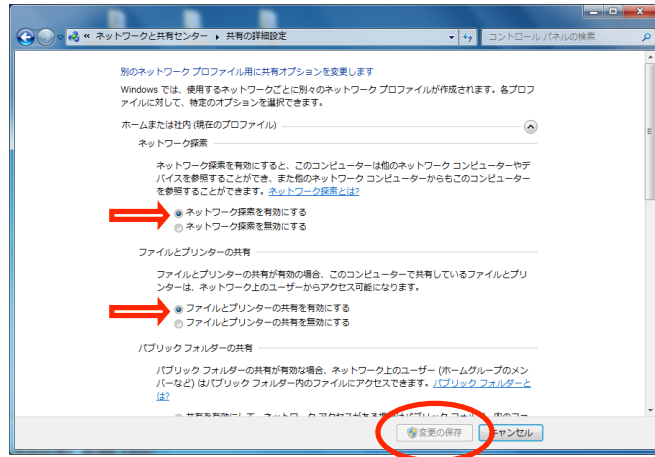 « ネットワークと共有センター ▸ 共有の詳細設定
コントロール パネルの検索
別のネットワーク プロファイル用に共有オプションを変更します
Windows では、使用するネットワークごとに別々のネットワーク プロファイルが作成されます。各プロフ
ァイルに対して、特定のオプションを選択できます。
ホームまたは社内 (現在のプロファイル)
ネットワーク探索
ネットワーク探索を有効にすると、このコンピューターは他のネットワーク コンピューターやデ
バイスを参照することができ、また他のネットワーク コンピューターからもこのコンピューター
を参照することができます。ネットワーク探索とは?
ネットワーク探索を有効にする
ネットワーク探索を無効にする
ファイルとプリンターの共有
ファイルとプリンターの共有が有効の場合、このコンピューターで共有しているファイルとプリ
ンターは、ネットワーク上のユーザーからアクセス可能になります。
ファイルとプリンターの共有を有効にする
ファイルとプリンターの共有を無効にする
パブリック フォルダーの共有
パブリック フォルダーの共有が有効な場合、ネットワーク上のユーザー (ホームグループのメン
バーなど) はパブリック フォルダー内のファイルにアクセスできます。パブリック フォルダーと
は?
変更の保存
キャンセル